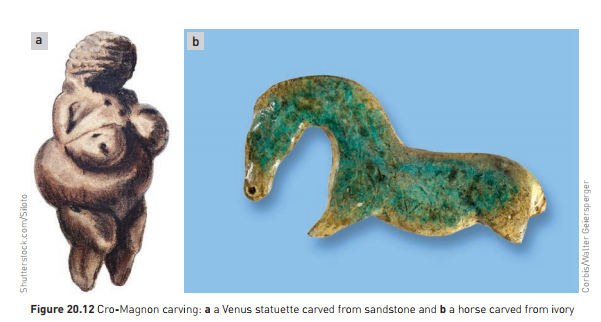 a
b
Shutterstock.com/Siloto
Corbis/Walter Geiersperger
Figure 20.12 Cro-Magnon carving: a a Venus statuette carved from sandstone and b a horse carved from ivory